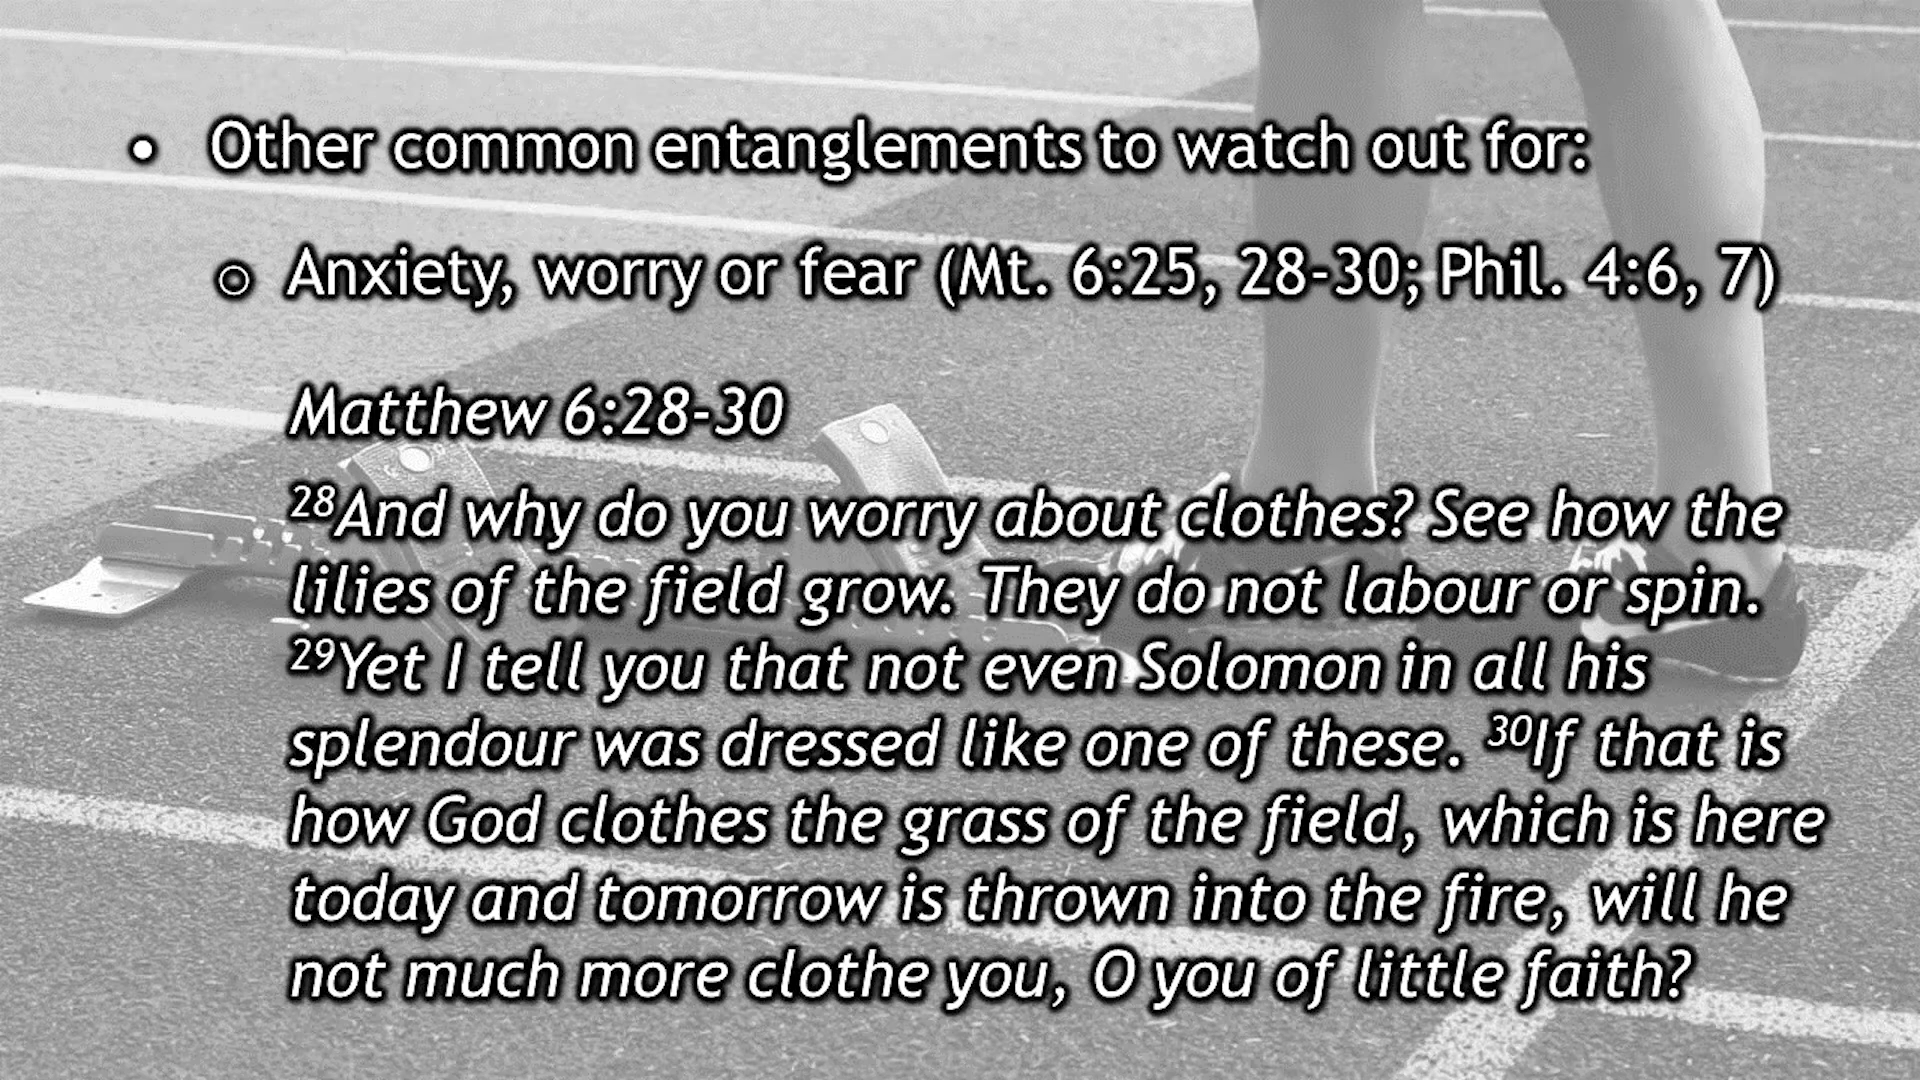 • Other common entanglements to watch out for:
○ Anxiety, worry or fear (Mt. 6:25, 28-30; Phil. 4:6, 7)
Matthew 6:28-30
28And why do you worry about clothes? See how the
lilies of the field grow. They do not labour or spin.
29Yet I tell you that not even Solomon in all his
splendour was dressed like one of these. 30If that is
how God clothes the grass of the field, which is here
today and tomorrow is thrown into the fire, will he
not much more clothe you, O you of little faith?